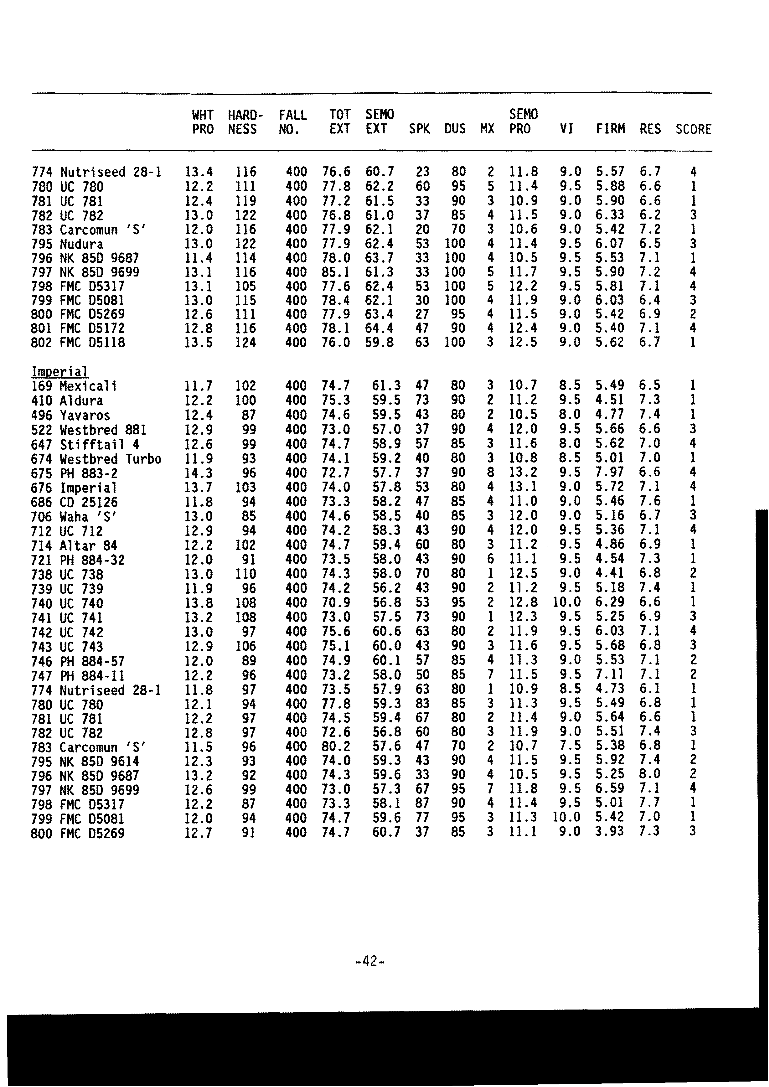 WHT HARD- FALL TOT SEMO SEMO
PRO NESS NO. EXT EXT SPK DUS MX PRO VI FIRM RES SCORE
774 Nutriseed 28-1 13.4 116 400 76.6 60.7 23 80 2 11.8 9.0 5.57 6.7 4
780 UC 780 12.2 111 400 77.8 62.2 60 95 5 11.4 9.5 5.88 6.6 1
781 UC 781 12.4 119 400 77.2 61.5 33 90 3 10.9 9.0 5.90 6.6 1
782 UC 782 13.0 122 400 76.8 61.0 37 85 4 11.5 9.0 6.33 6.2 3
783 Carcomun 'S' 12.0 116 400 77.9 62.1 20 70 3 10.6 9.0 5.42 7.2 1
795 Nudura 13.0 122 400 77.9 62.4 53 100 4 11.4 9.5 6.07 6.5 3
796 NK 85D 9687 11.4 114 400 78.0 63.7 33 100 4 10.5 9.5 5.53 7.1 1
797 NK 85D 9699 13.1 116 400 85.1 61.3 33 100 5 11.7 9.5 5.90 7.2 4
798 FMC D5317 13.1 105 400 77.6 62.4 53 100 5 12.2 9.5 5.81 7.1 4
799 FMC D5081 13.0 115 400 78.4 62.1 30 100 4 11.9 9.0 6.03 6.4 3
800 FMC D5269 12.6 111 400 77.9 63.4 27 95 4 11.5 9.0 5.42 6.9 2
801 FMC D5172 12.8 116 400 78.1 64.4 47 90 4 12.4 9.0 5.40 7.1 4
802 FMC D5118 13.5 124 400 76.0 59.8 63 100 3 12.5 9.0 5.62 6.7 1
Imperial
169 Mexicali 11.7 102 400 74.7 61.3 47 80 3 10.7 8.5 5.49 6.5 1
410 Aldura 12.2 100 400 75.3 59.5 73 90 2 11.2 9.5 4.51 7.3 1
496 Yavaros 12.4 87 400 74.6 59.5 43 80 2 10.5 8.0 4.77 7.4 1
522 Westbred 881 12.9 99 400 73.0 57.0 37 90 4 12.0 9.5 5.66 6.6 3
647 Stifftail 4 12.6 99 400 74.7 58.9 57 85 3 11.6 8.0 5.62 7.0 4
674 Westbred Turbo 11.9 93 400 74.1 59.2 40 80 3 10.8 8.5 5.01 7.0 1
675 PH 883-2 14.3 96 400 72.7 57.7 37 90 8 13.2 9.5 7.97 6.6 4
676 Imperial 13.7 103 400 74.0 57.8 53 80 4 13.1 9.0 5.72 7.1 4
686 CD 25126 11.8 94 400 73.3 58.2 47 85 4 11.0 9.0 5.46 7.6 1
706 Waha 'S' 13.0 85 400 74.6 58.5 40 85 3 12.0 9.0 5.16 6.7 3
712 UC 712 12.9 94 400 74.2 58.3 43 90 4 12.0 9.5 5.36 7.1 4
714 Altar 84 12.2 102 400 74.7 59.4 60 80 3 11.2 9.5 4.86 6.9 1
721 PH 884-32 12.0 91 400 73.5 58.0 43 90 6 11.1 9.5 4.54 7.3 1
738 UC 738 13.0 110 400 74.3 58.0 70 80 1 12.5 9.0 4.41 6.8 2
739 UC 739 11.9 96 400 74.2 56.2 43 90 2 11.2 9.5 5.18 7.4 1
740 UC 740 13.8 108 400 70.9 56.8 53 95 2 12.8 10.0 6.29 6.6 1
741 UC 741 13.2 108 400 73.0 57.5 73 90 1 12.3 9.5 5.25 6.9 3
742 UC 742 13.0 97 400 75.6 60.6 63 80 2 11.9 9.5 6.03 7.1 4
743 UC 743 12.9 106 400 75.1 60.0 43 90 3 11.6 9.5 5.68 6.8 3
746 PH 884-57 12.0 89 400 74.9 60.1 57 85 4 11.3 9.0 5.53 7.1 2
747 PH 884-11 12.2 96 400 73.2 58.0 50 85 7 11.5 9.5 7.11 7.1 2
774 Nutriseed 28-1 11.8 97 400 73.5 57.9 63 80 1 10.9 8.5 4.73 6.1 1
780 UC 780 12.1 94 400 77.8 59.3 83 85 3 11.3 9.5 5.49 6.8 1
781 UC 781 12.2 97 400 74.5 59.4 67 80 2 11.4 9.0 5.64 6.6 1
782 UC 782 12.8 97 400 72.6 56.8 60 80 3 11.9 9.0 5.51 7.4 3
783 Carcomun 'S' 11.5 96 400 80.2 57.6 47 70 2 10.7 7.5 5.38 6.8 1
795 NK 85D 9614 12.3 93 400 74.0 59.3 43 90 4 11.5 9.5 5.92 7.4 2
796 NK 85D 9687 13.2 92 400 74.3 59.6 33 90 4 10.5 9.5 5.25 8.0 2
797 NK 85D 9699 12.6 99 400 73.0 57.3 67 95 7 11.8 9.5 6.59 7.1 4
798 FMC D5317 12.2 87 400 73.3 58.1 87 90 4 11.4 9.5 5.01 7.7 1
799 FMC D5081 12.0 94 400 74.7 59.6 77 95 3 11.3 10.0 5.42 7.0 1
800 FMC D5269 12.7 91 400 74.7 60.7 37 85 3 11.1 9.0 3.93 7.3 3
-42-